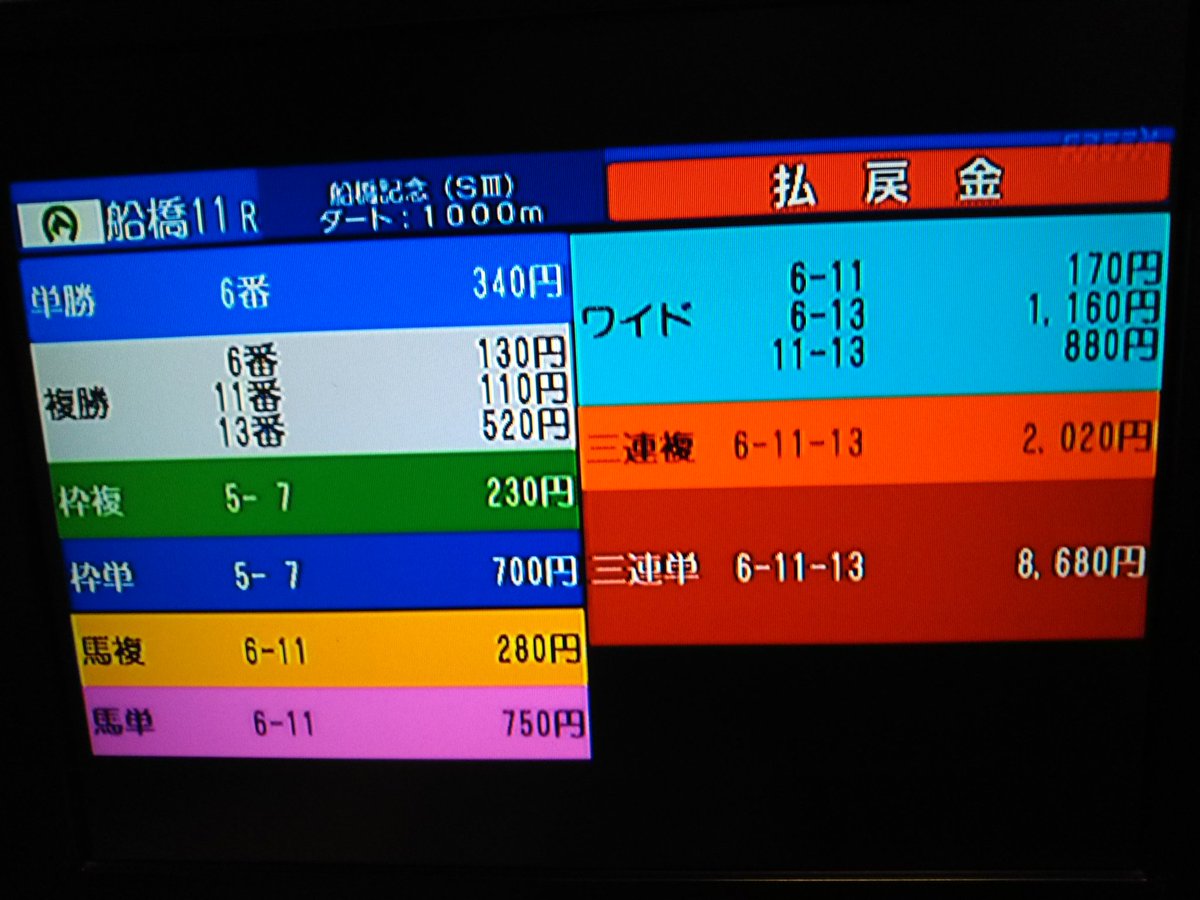 船橋11R
船橋記念(SⅢ)
ダート:1000m
払戻金
単勝 6番 340円
複勝 6番 130円
11番 110円
13番 520円
枠複 5-7 230円
枠単 5-7 700円
馬複 6-11 280円
馬単 6-11 750円
ワイド 6-11 170円
6-13 1,160円
11-13 880円
三連複 6-11-13 2,020円
三連単 6-11-13 8,680円